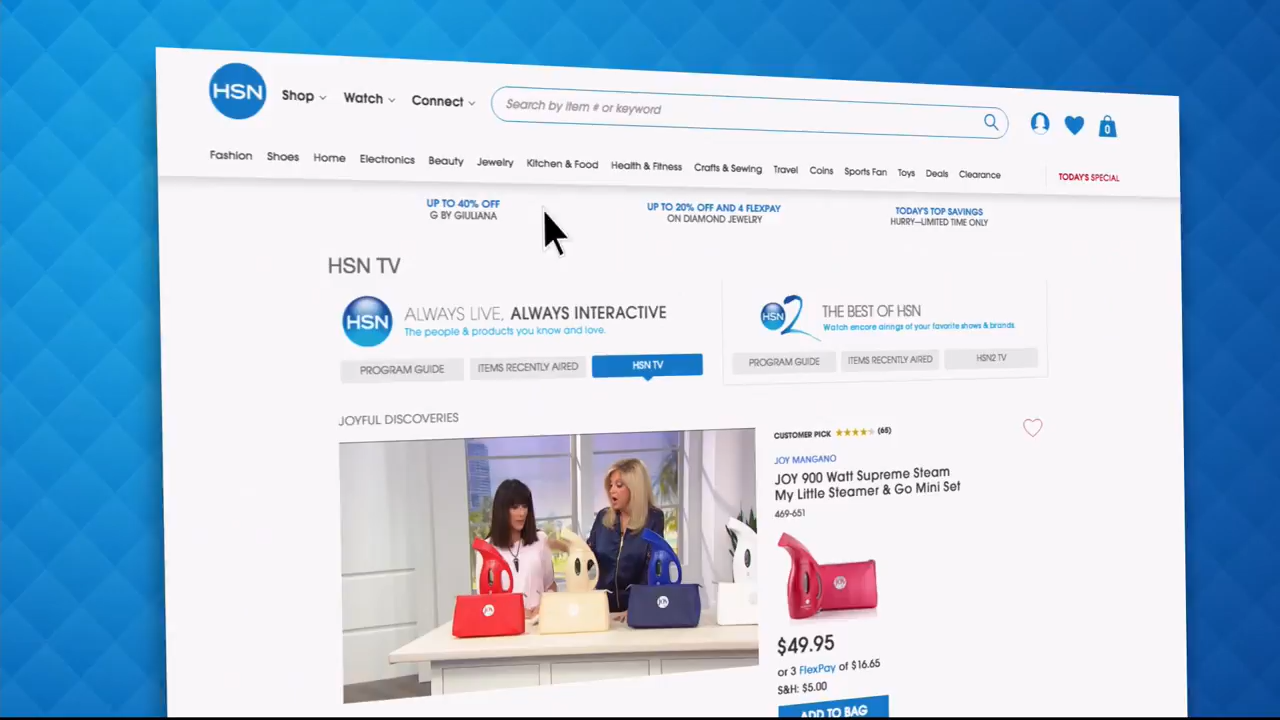 HSN
Shop
Watch
Connect
Search by item # or keyword
0
Fashion
Shoes
Home
Electronics
Beauty
Jewelry
Kitchen & Food
Health & Fitness
Crafts & Sewing
Travel
Coins
Sports Fan
Toys
Deals
Clearance
TODAY'S SPECIAL
UP TO 40% OFF
G BY GIULIANA
UP TO 20% OFF AND 4 FLEXPAY
ON DIAMOND JEWELRY
TODAY'S TOP SAVINGS
HURRY—LIMITED TIME ONLY
HSN TV
HSN
ALWAYS LIVE, ALWAYS INTERACTIVE
The people & products you know and love.
PROGRAM GUIDE
ITEMS RECENTLY AIRED
HSN TV
HSN2
THE BEST OF HSN
Watch encore airings of your favorite shows & brands.
PROGRAM GUIDE
ITEMS RECENTLY AIRED
HSN2 TV
JOYFUL DISCOVERIES
CUSTOMER PICK
(65)
JOY MANGANO
JOY 900 Watt Supreme Steam
My Little Steamer & Go Mini Set
469-651
$49.95
or 3 FlexPay of $16.65
S&H: $5.00
ADD TO BAG